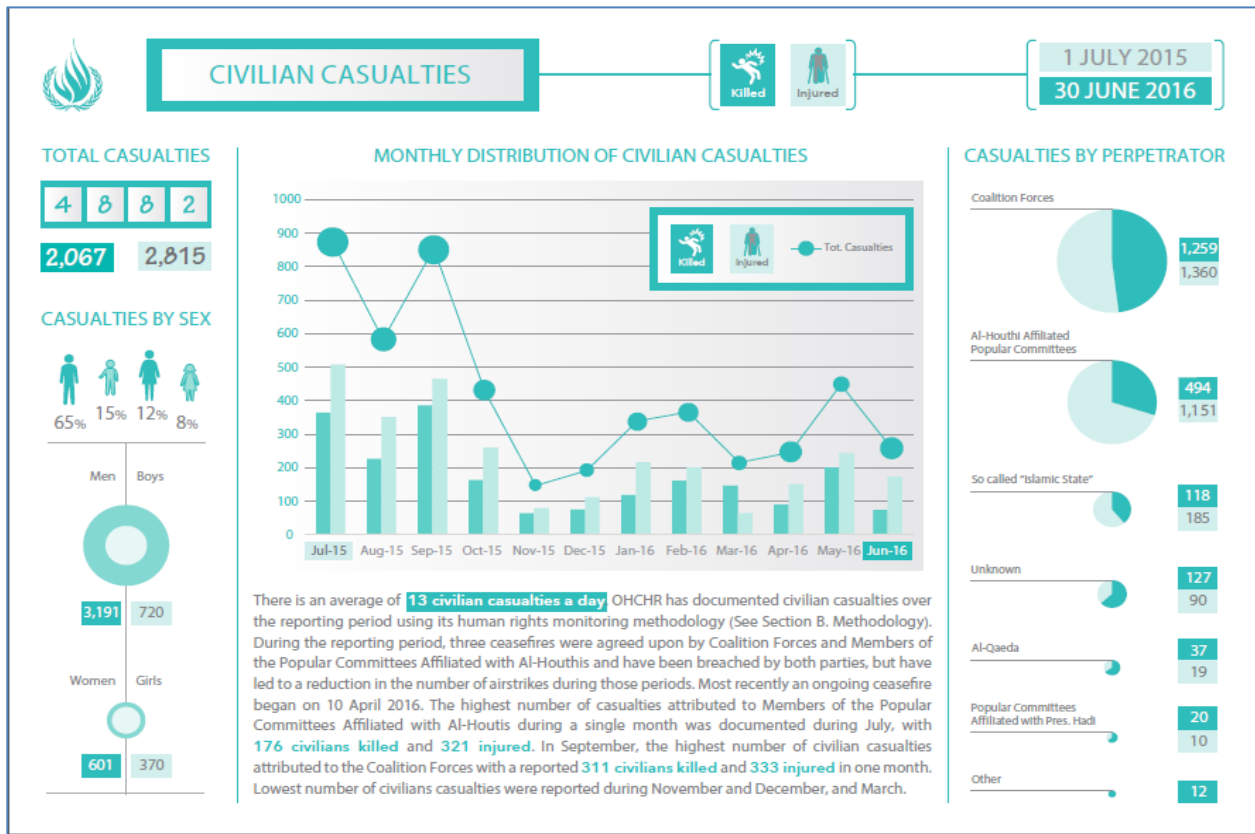 CIVILIAN CASUALTIES
Killed
Injured
1 JULY 2015
30 JUNE 2016
TOTAL CASUALTIES
4 8 8 2
2,067 2,815
CASUALTIES BY SEX
65% 15% 12% 8%
Men Boys
3,191 720
Women Girls
601 370
MONTHLY DISTRIBUTION OF CIVILIAN CASUALTIES
1000
900
800
700
600
500
400
300
200
100
0
Killed
Injured
Tot. Casualties
Jul-15 Aug-15 Sep-15 Oct-15 Nov-15 Dec-15 Jan-16 Feb-16 Mar-16 Apr-16 May-16 Jun-16
There is an average of 13 civilian casualties a day. OHCHR has documented civilian casualties over
the reporting period using its human rights monitoring methodology (See Section B. Methodology).
During the reporting period, three ceasefires were agreed upon by Coalition Forces and Members of
the Popular Committees Affiliated with Al-Houthis and have been breached by both parties, but have
led to a reduction in the number of airstrikes during those periods. Most recently an ongoing ceasefire
began on 10 April 2016. The highest number of casualties attributed to Members of the Popular
Committees Affiliated with Al-Houtis during a single month was documented during July, with
176 civilians killed and 321 injured. In September, the highest number of civilian casualties
attributed to the Coalition Forces with a reported 311 civilians killed and 333 injured in one month.
Lowest number of civilians casualties were reported during November and December, and March.
CASUALTIES BY PERPETRATOR
Coalition Forces
1,259
1,360
Al-Houthi Affiliated
Popular Committees
494
1,151
So called "Islamic State"
118
185
Unknown
127
90
Al-Qaeda
37
19
Popular Committees
Affiliated with Pres. Hadi
20
10
Other
12